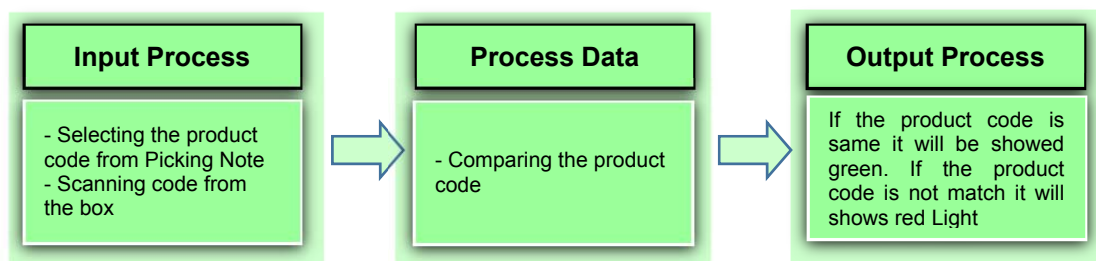 Input Process
- Selecting the product
code from Picking Note
- Scanning code from
the box
Process Data
- Comparing the product
code
Output Process
If the product code is
same it will be showed
green. If the product
code is not match it will
shows red Light